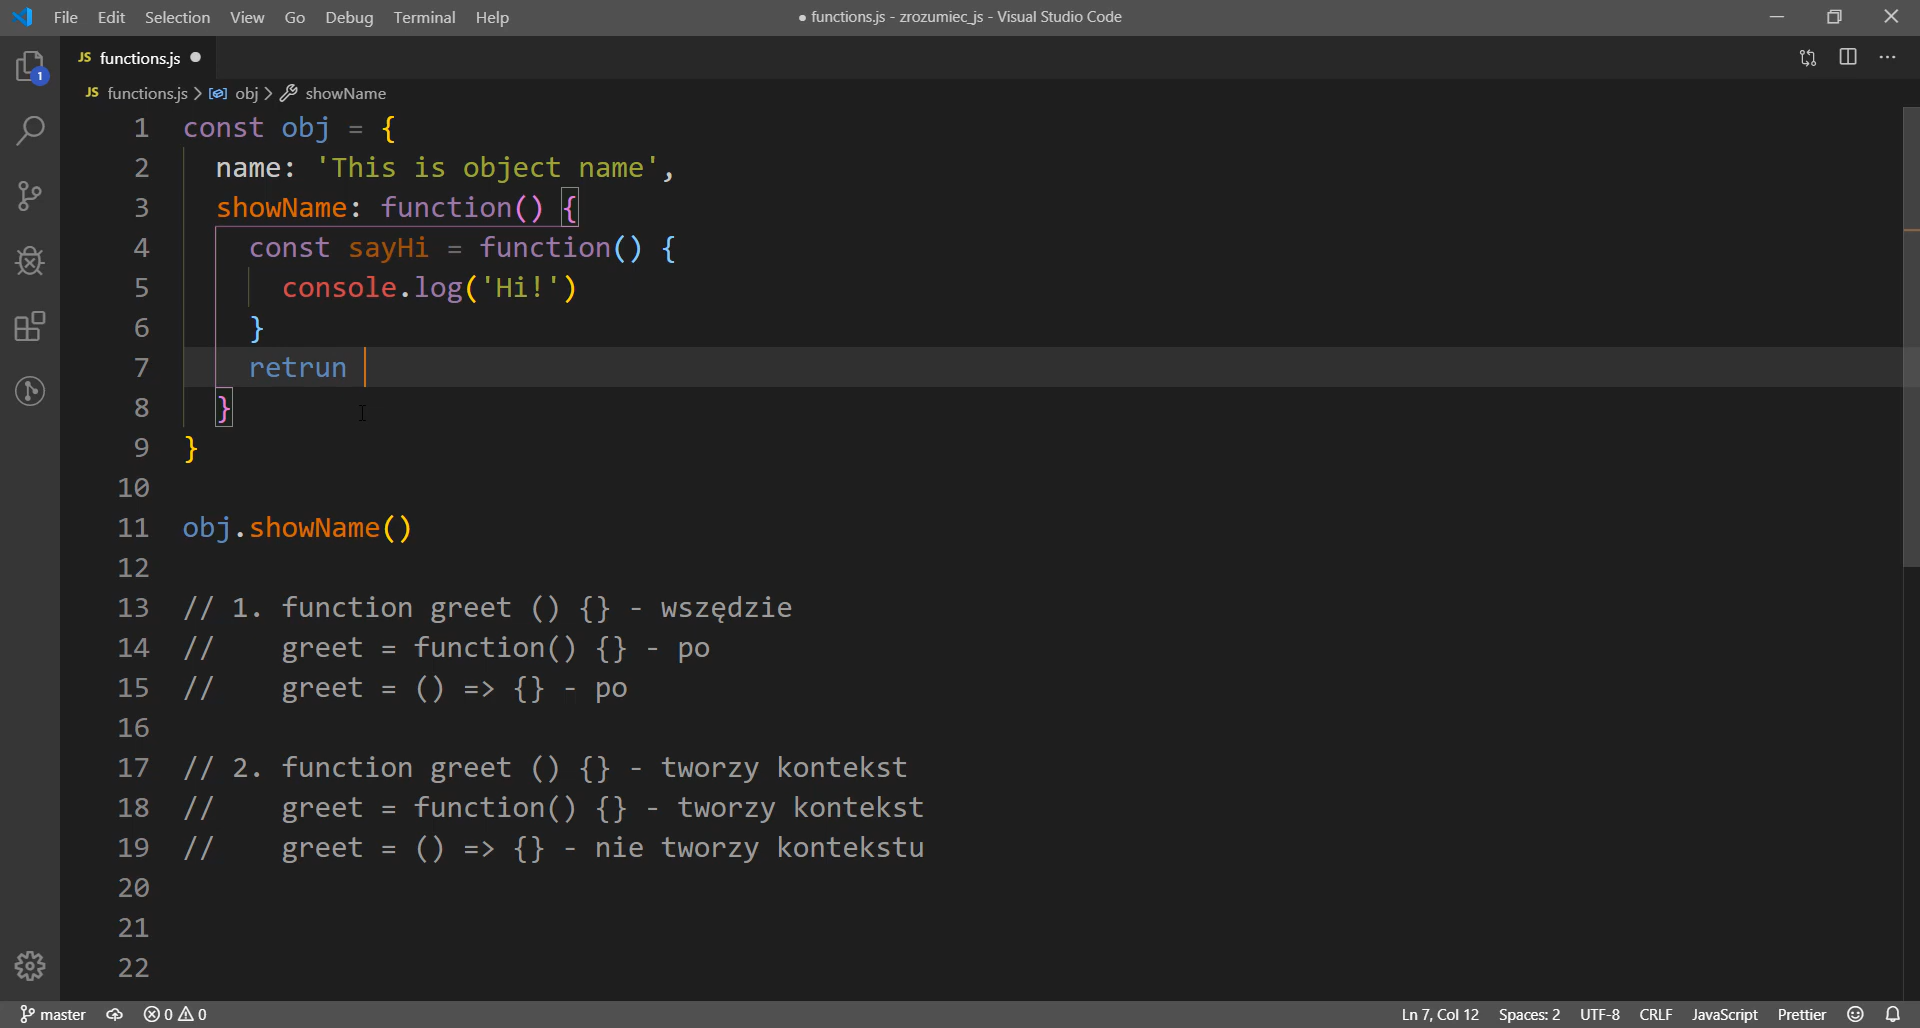 File Edit Selection View Go Debug Terminal Help
● functions.js - zrozumiec_js - Visual Studio Code
1
JS functions.js ●
JS functions.js > obj > showName
1 const obj = {
2 name: 'This is object name',
3 showName: function() {
4 const sayHi = function() {
5 console.log('Hi!')
6 }
7 retrun
8 }
9 }
10
11 obj.showName()
12
13 // 1. function greet () {} - wszędzie
14 // greet = function() {} - po
15 // greet = () => {} - po
16
17 // 2. function greet () {} - tworzy kontekst
18 // greet = function() {} - tworzy kontekst
19 // greet = () => {} - nie tworzy kontekstu
20
21
22
master 0 0 Ln 7, Col 12 Spaces: 2 UTF-8 CRLF JavaScript Prettier